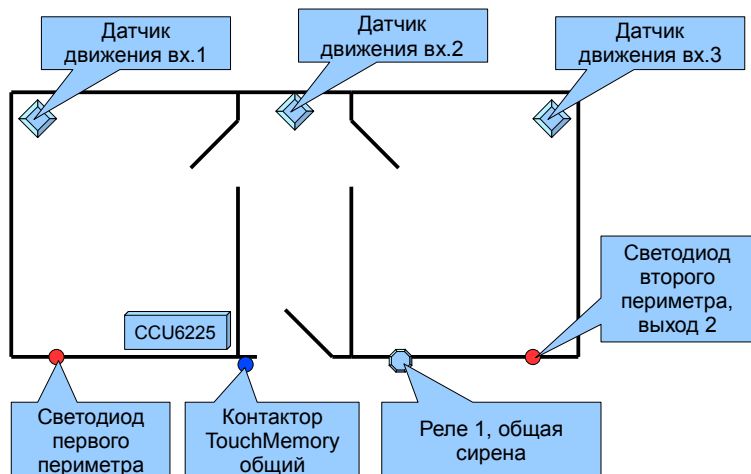 Датчик
движения вх.1
Датчик
движения вх.2
Датчик
движения вх.3
Светодиод
второго
периметра,
выход 2
CCU6225
Светодиод
первого
периметра
Контактор
TouchMemory
общий
Реле 1, общая
сирена